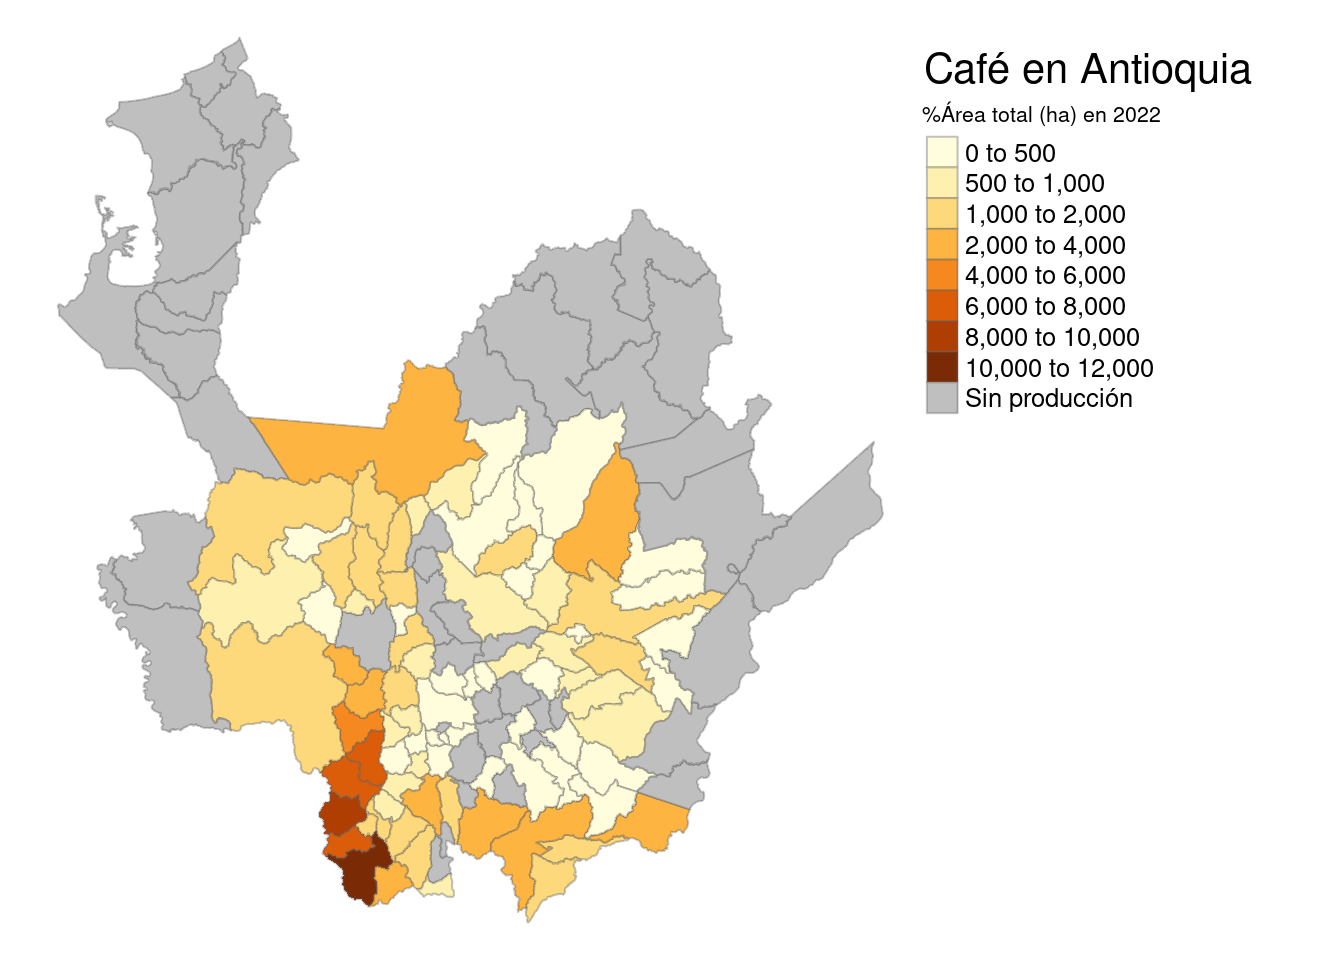 Café en Antioquia
%Área total (ha) en 2022
0 to 500
500 to 1,000
1,000 to 2,000
2,000 to 4,000
4,000 to 6,000
6,000 to 8,000
8,000 to 10,000
10,000 to 12,000
Sin producción